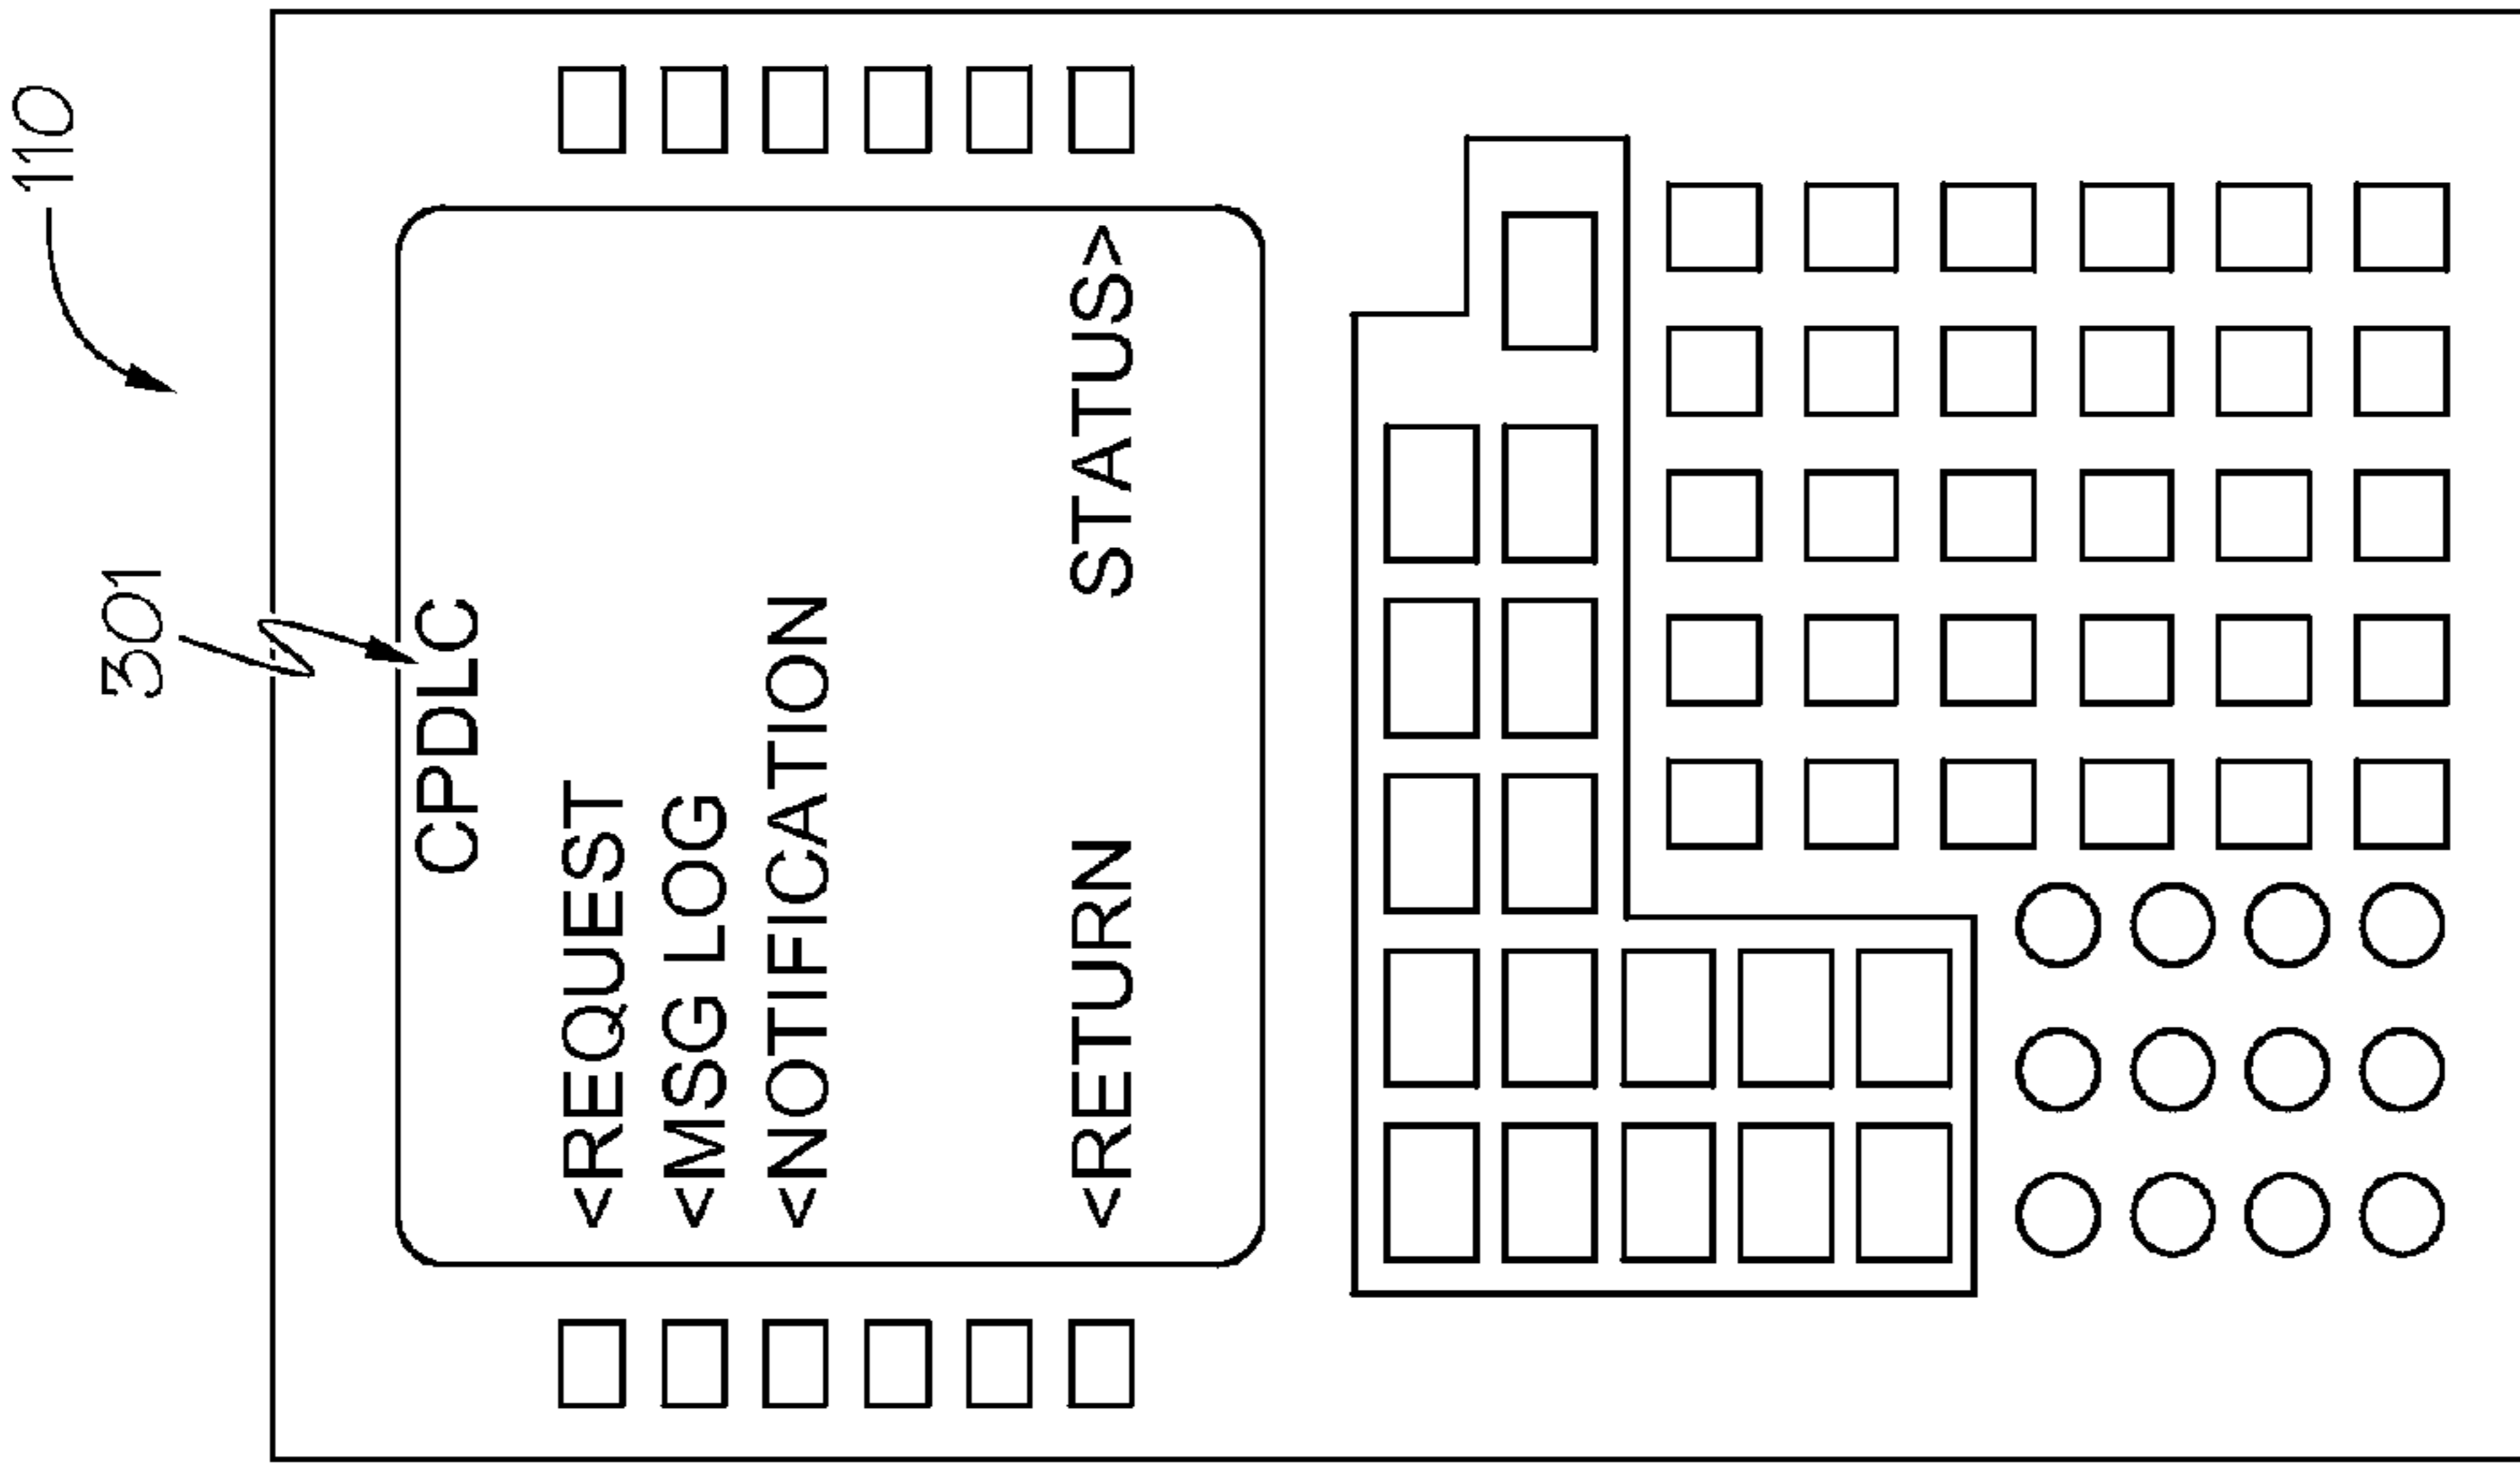 110
301
CPDLC
<REQUEST
<MSG LOG
<NOTIFICATION
<RETURN STATUS>